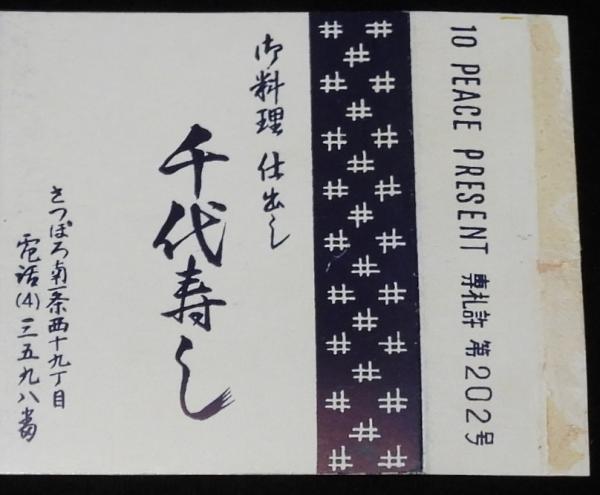 10 PEACE PRESENT 専札許 第202号
御料理 仕出し
千代寿し
さつぽろ南一条西十九丁目
電話(4)三五九八番